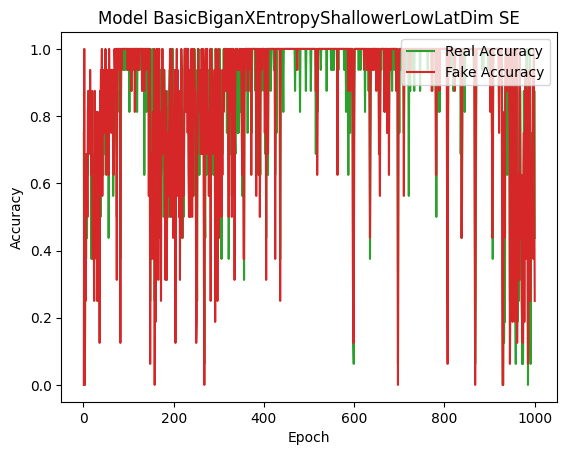 Model BasicBiganXEntropyShallowerLowLatDim SE
Real Accuracy
Fake Accuracy
1.0
0.8
0.6
0.4
0.2
0.0
Accuracy
0
200
400
600
800
1000
Epoch